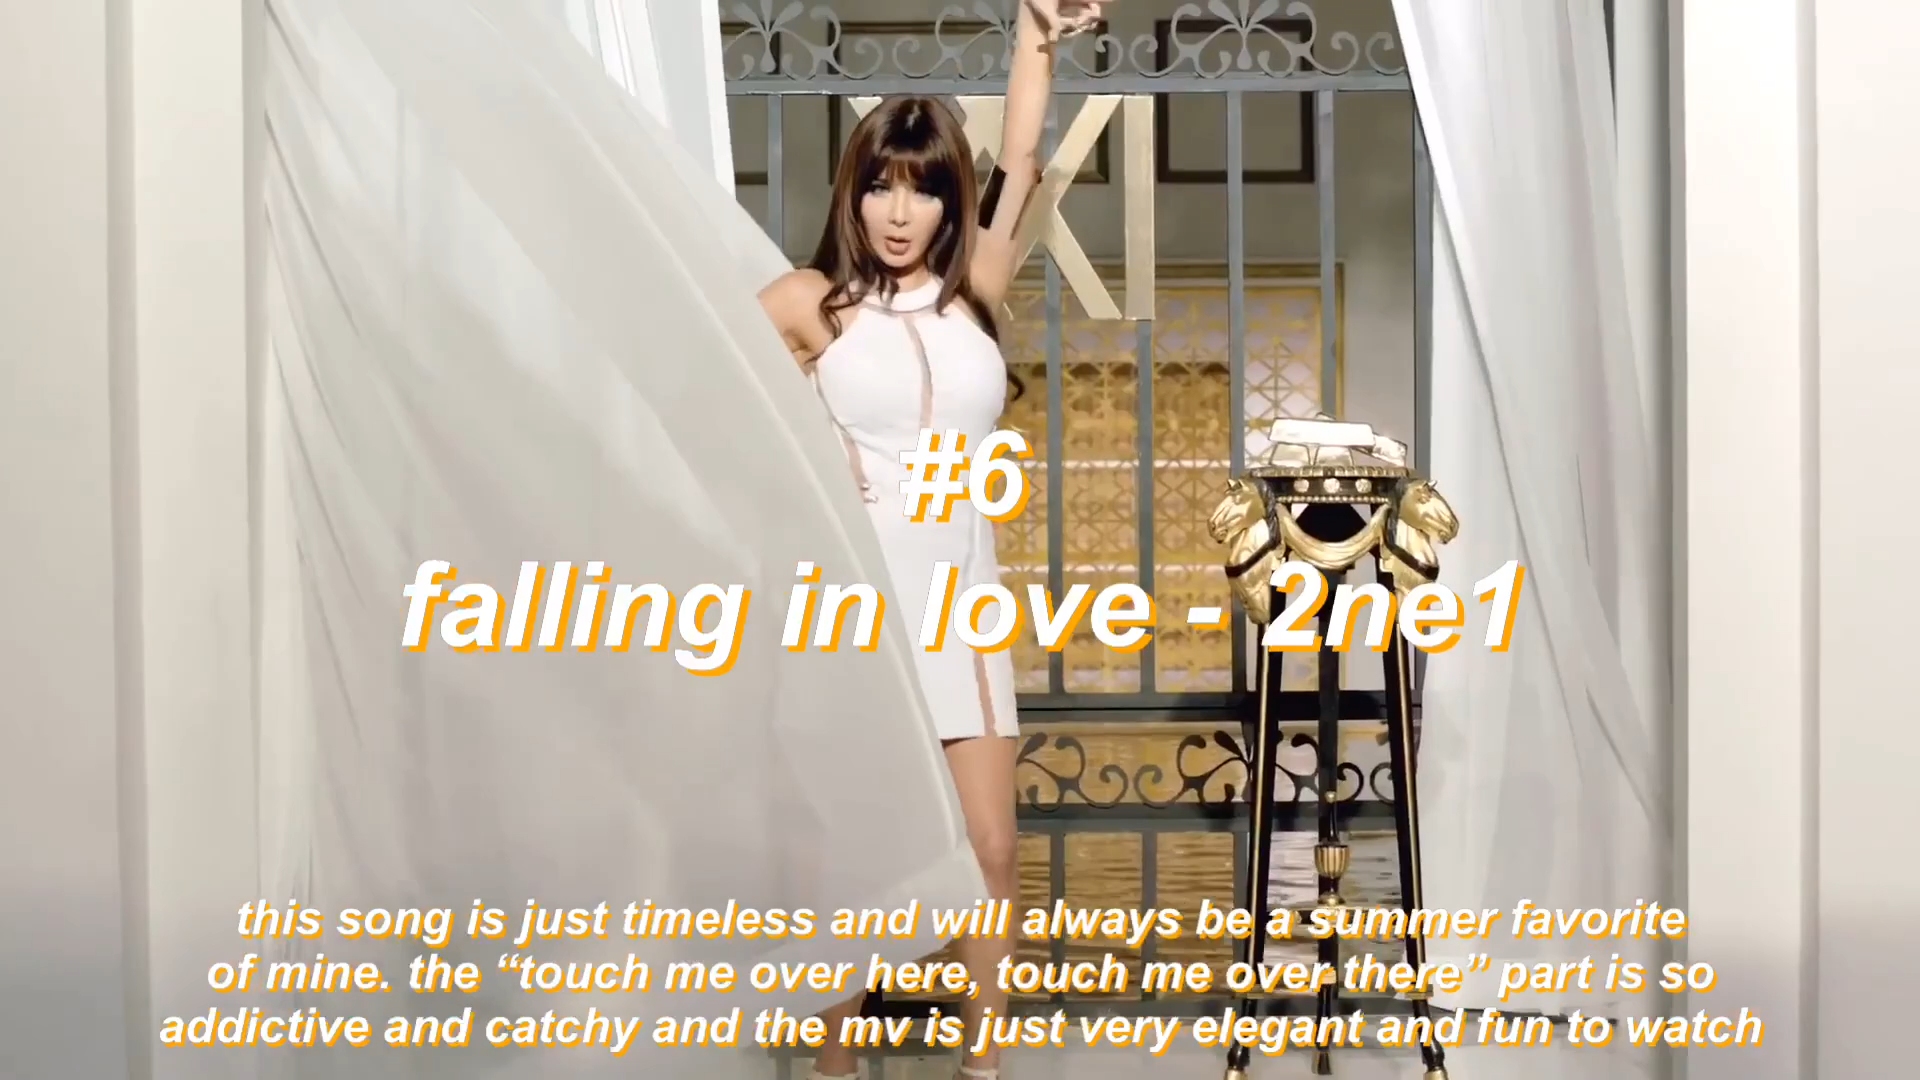 #6
falling in love - 2ne1
this song is just timeless and will always be a summer favorite
of mine. the “touch me over here, touch me over there” part is so
addictive and catchy and the mv is just very elegant and fun to watch